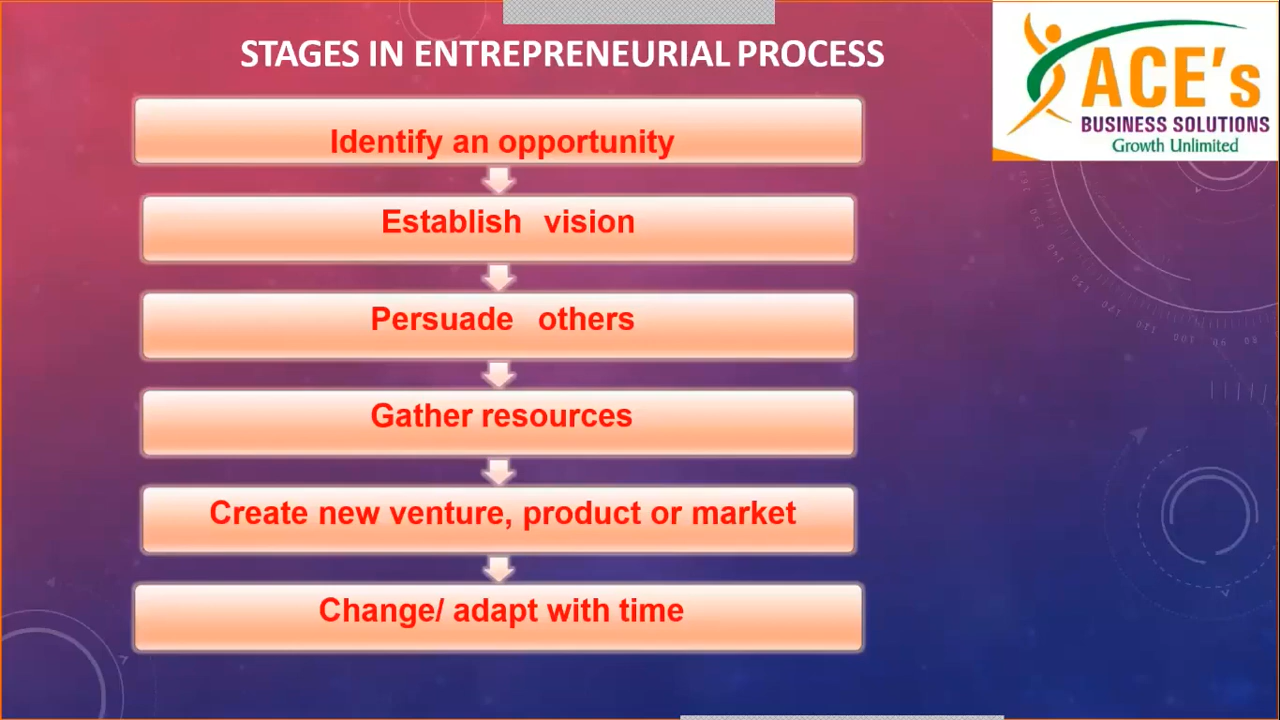 STAGES IN ENTREPRENEURIAL PROCESS
ACE's
BUSINESS SOLUTIONS
Growth Unlimited
Identify an opportunity
Establish vision
Persuade others
Gather resources
Create new venture, product or market
Change/ adapt with time